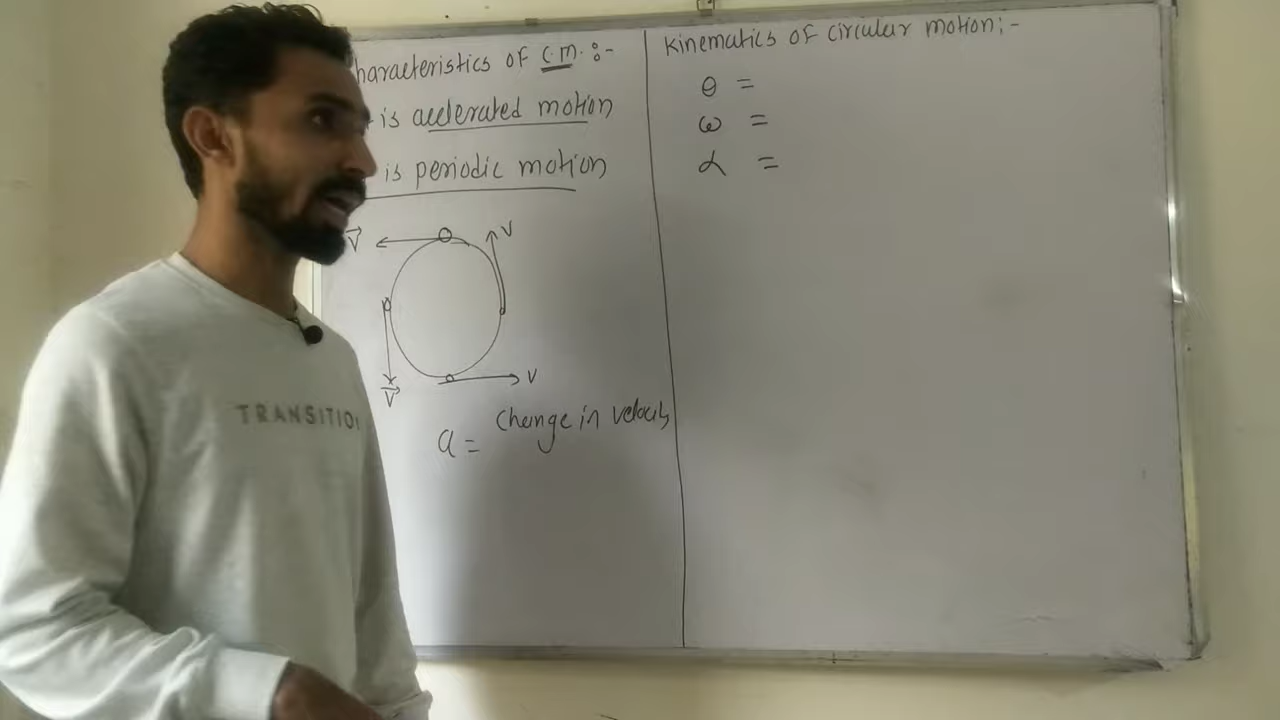 haracteristics of C.M. :-
is accelerated motion
is periodic motion
V
V
V
V
a = change in velocity
Kinematics of circular motion :-
θ =
ω =
α =
TRANSITIO